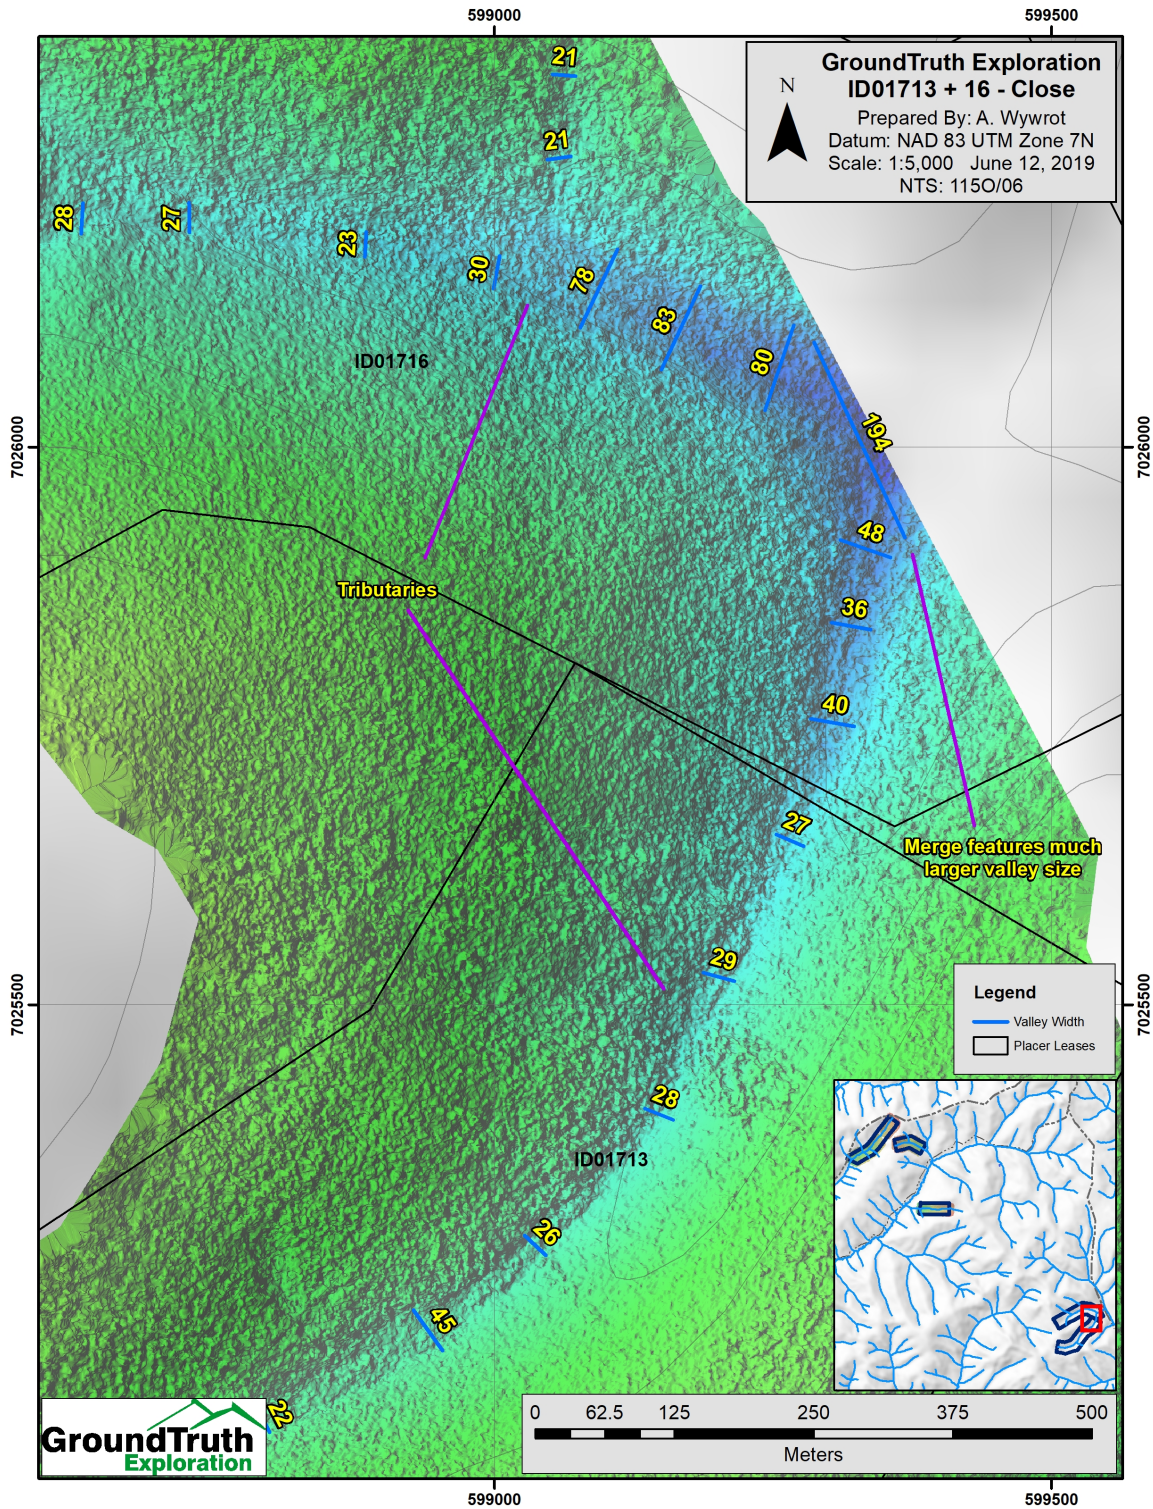 599000
599500
GroundTruth Exploration
ID01713 + 16 - Close
N
Prepared By: A. Wywrot
Datum: NAD 83 UTM Zone 7N
Scale: 1:5,000 June 12, 2019
NTS: 115O/06
21
21
28
27
23
30
78
83
80
ID01716
194
7026000
7026000
48
Tributaries
36
40
27
Merge features much
larger valley size
29
7025500
7025500
Legend
Valley Width
Placer Leases
28
ID01713
26
45
22
GroundTruth
Exploration
0
62.5
125
250
375
500
Meters
599000
599500